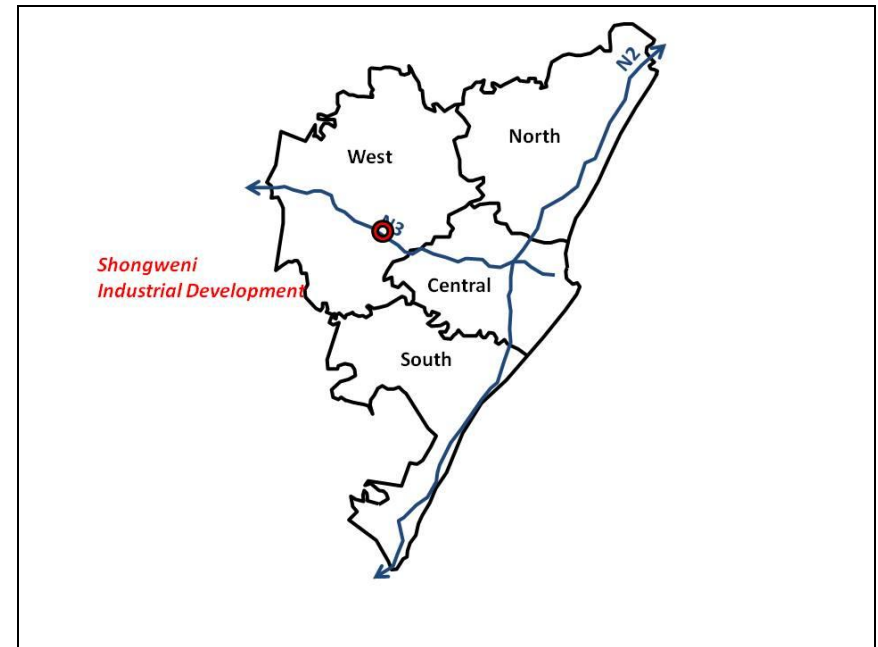 N2
North
West
N3
Shongweni
Industrial Development
Central
South